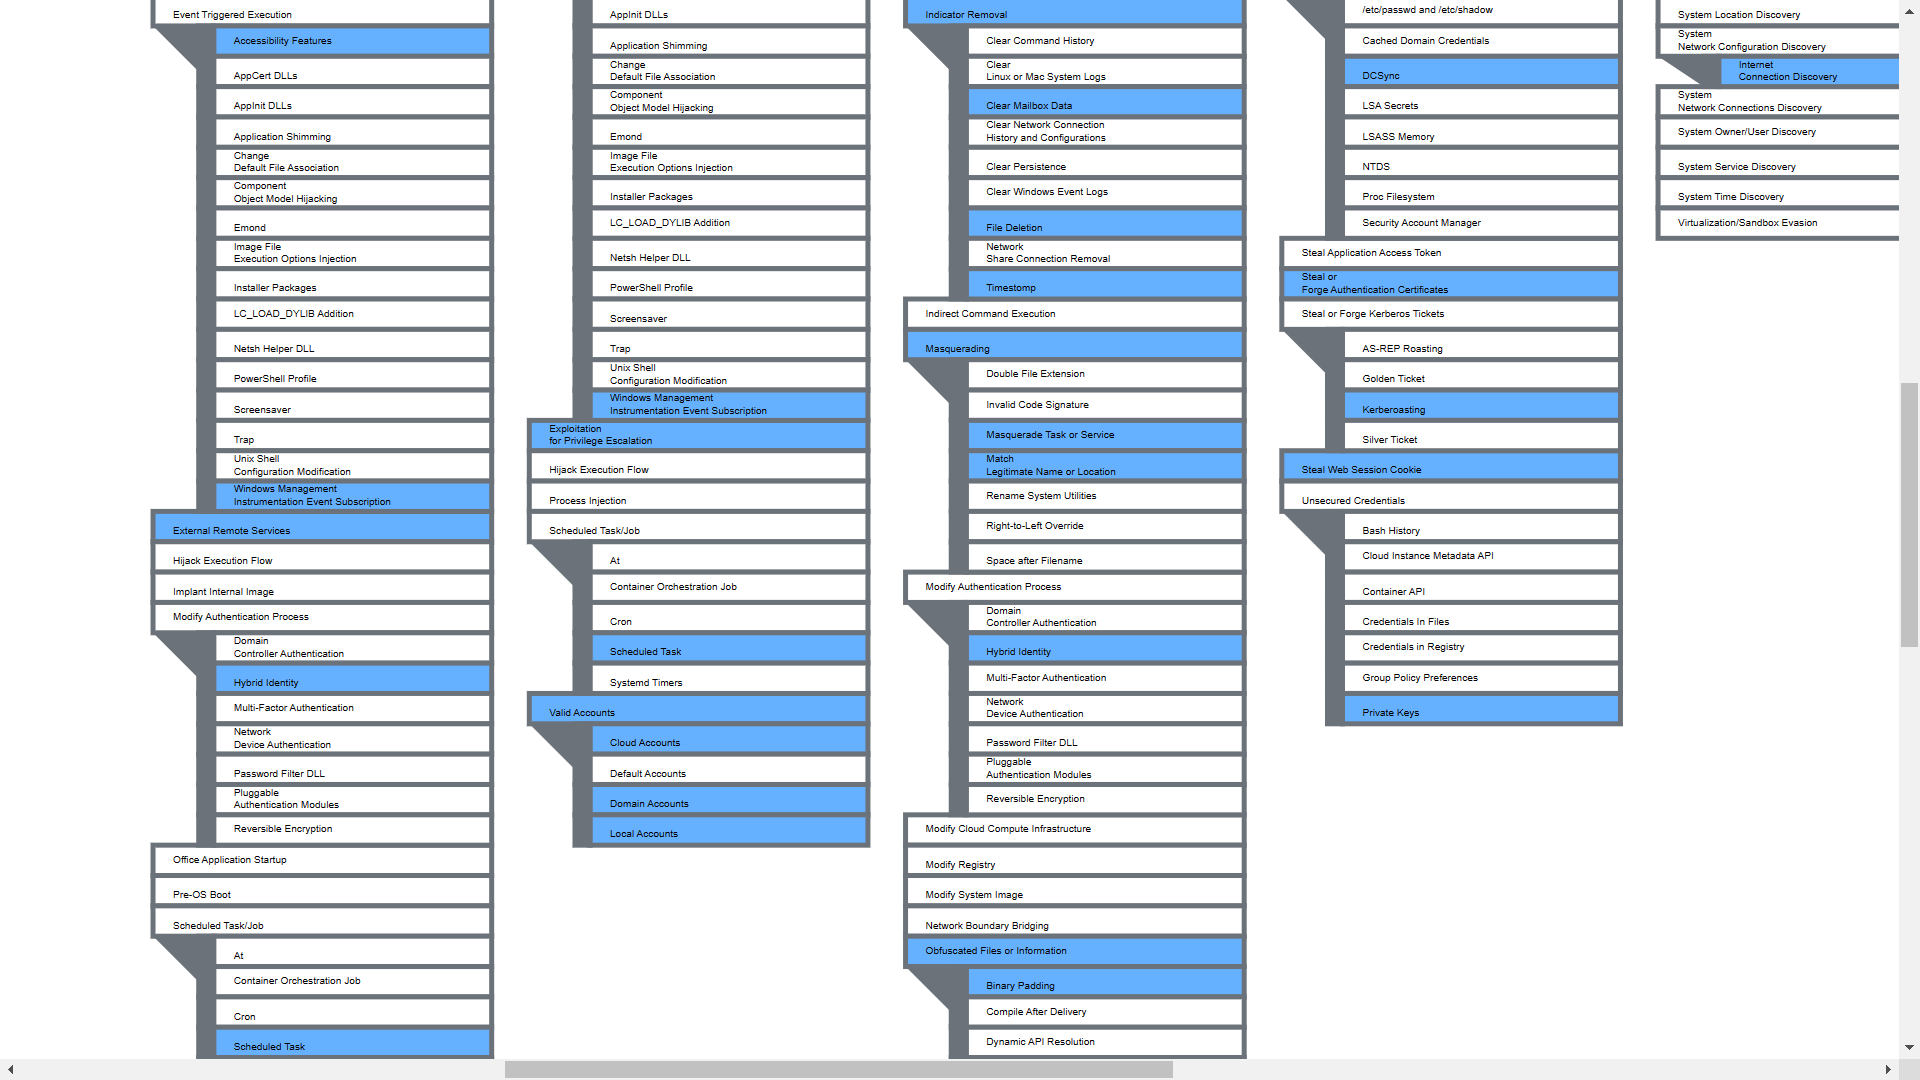 Event Triggered Execution
Accessibility Features
AppCert DLLs
AppInit DLLs
Application Shimming
Change
Default File Association
Component
Object Model Hijacking
Emond
Image File
Execution Options Injection
Installer Packages
LC_LOAD_DYLIB Addition
Netsh Helper DLL
PowerShell Profile
Screensaver
Trap
Unix Shell
Configuration Modification
Windows Management
Instrumentation Event Subscription
External Remote Services
Hijack Execution Flow
Implant Internal Image
Modify Authentication Process
Domain
Controller Authentication
Hybrid Identity
Multi-Factor Authentication
Network
Device Authentication
Password Filter DLL
Pluggable
Authentication Modules
Reversible Encryption
Office Application Startup
Pre-OS Boot
Scheduled Task/Job
At
Container Orchestration Job
Cron
Scheduled Task
AppInit DLLs
Application Shimming
Change
Default File Association
Component
Object Model Hijacking
Emond
Image File
Execution Options Injection
Installer Packages
LC_LOAD_DYLIB Addition
Netsh Helper DLL
PowerShell Profile
Screensaver
Trap
Unix Shell
Configuration Modification
Windows Management
Instrumentation Event Subscription
Exploitation
for Privilege Escalation
Hijack Execution Flow
Process Injection
Scheduled Task/Job
At
Container Orchestration Job
Cron
Scheduled Task
Systemd Timers
Valid Accounts
Cloud Accounts
Default Accounts
Domain Accounts
Local Accounts
Indicator Removal
Clear Command History
Clear
Linux or Mac System Logs
Clear Mailbox Data
Clear Network Connection
History and Configurations
Clear Persistence
Clear Windows Event Logs
File Deletion
Network
Share Connection Removal
Timestomp
Indirect Command Execution
Masquerading
Double File Extension
Invalid Code Signature
Masquerade Task or Service
Match
Legitimate Name or Location
Rename System Utilities
Right-to-Left Override
Space after Filename
Modify Authentication Process
Domain
Controller Authentication
Hybrid Identity
Multi-Factor Authentication
Network
Device Authentication
Password Filter DLL
Pluggable
Authentication Modules
Reversible Encryption
Modify Cloud Compute Infrastructure
Modify Registry
Modify System Image
Network Boundary Bridging
Obfuscated Files or Information
Binary Padding
Compile After Delivery
Dynamic API Resolution
/etc/passwd and /etc/shadow
Cached Domain Credentials
DCSync
LSA Secrets
LSASS Memory
NTDS
Proc Filesystem
Security Account Manager
Steal Application Access Token
Steal or
Forge Authentication Certificates
Steal or Forge Kerberos Tickets
AS-REP Roasting
Golden Ticket
Kerberoasting
Silver Ticket
Steal Web Session Cookie
Unsecured Credentials
Bash History
Cloud Instance Metadata API
Container API
Credentials In Files
Credentials in Registry
Group Policy Preferences
Private Keys
System Location Discovery
System
Network Configuration Discovery
Internet
Connection Discovery
System
Network Connections Discovery
System Owner/User Discovery
System Service Discovery
System Time Discovery
Virtualization/Sandbox Evasion